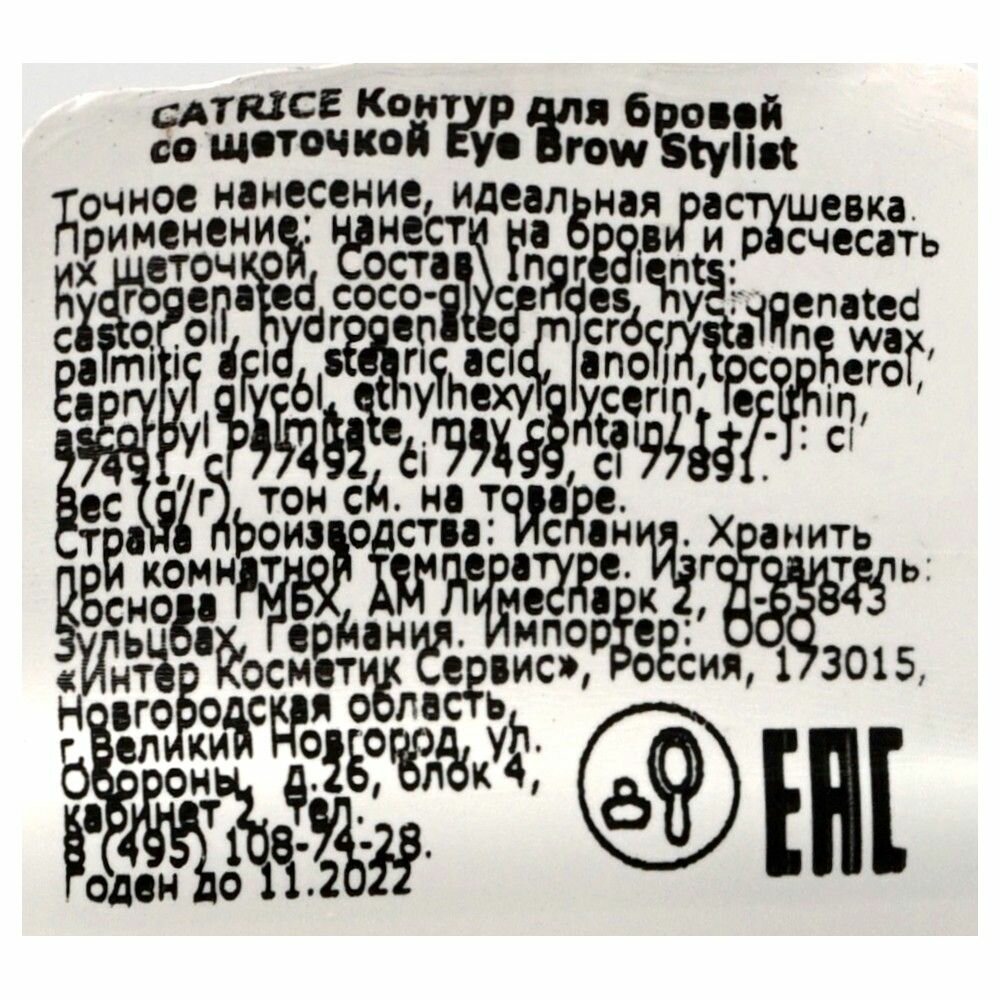 CATRICE Контур для бровей
со щеточкой Eye Brow Stylist
Точное нанесение, идеальная растушевка.
Применение: нанести на брови и расчесать
их щеточкой. Состав\ Ingredients:
hydrogenated coco-glycerides, hydrogenated
castor oil, hydrogenated microcrystalline wax,
palmitic acid, stearic acid, lanolin,tocopherol,
caprylyl glycol, ethylhexylglycerin, lecithin,
ascorbyl palmitate, may contain/ [+/-]: ci
77491, ci 77492, ci 77499, ci 77891.
Вес (g/г), тон см. на товаре.
Страна производства: Испания. Хранить
при комнатной температуре. Изготовитель:
Коснова ГМБХ, АМ Лимеспарк 2, Д-65843
Зульцбах, Германия. Импортер: ООО
«Интер Косметик Сервис», Россия, 173015,
Новгородская область,
г.Великий Новгород, ул.
Обороны, д.26, блок 4,
кабинет 2, тел.
8 (495) 108-74-28.
Годен до 11.2022
EAC